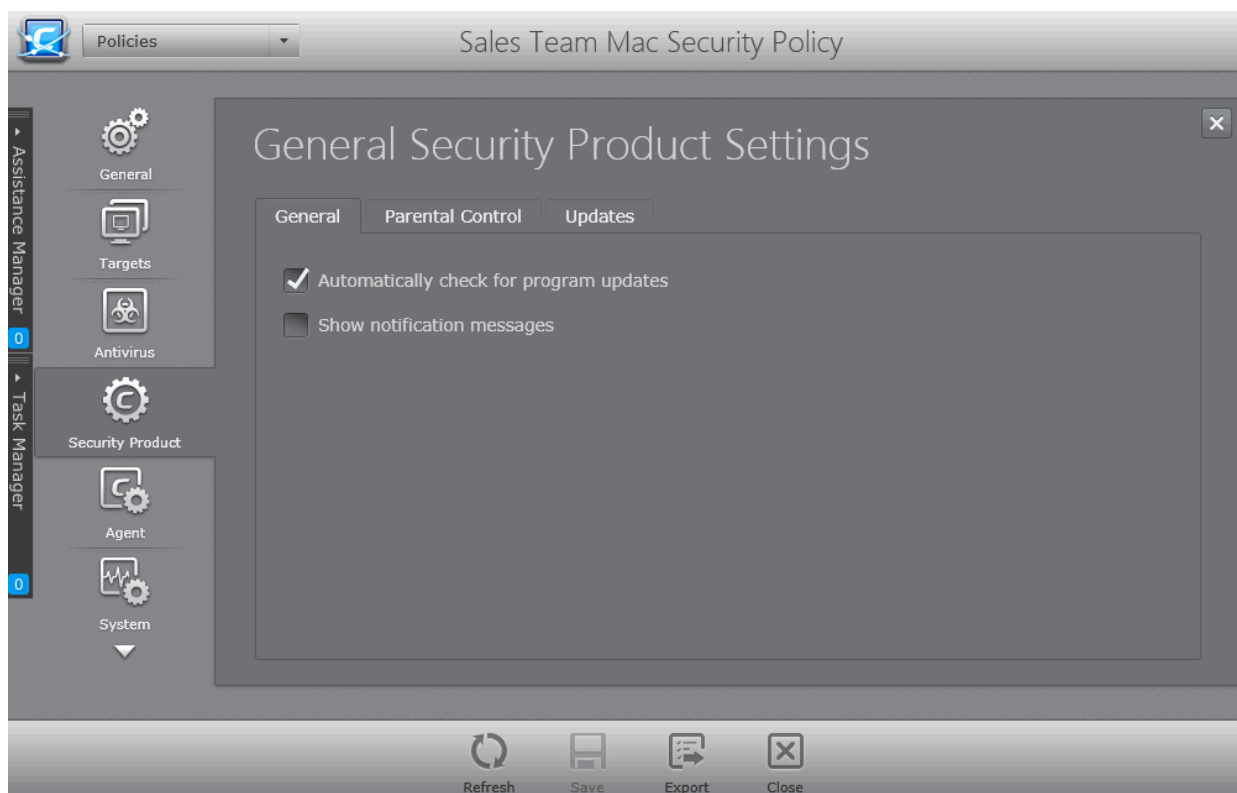 Policies
Sales Team Mac Security Policy
Assistance Manager
0
Task Manager
0
General
Targets
Antivirus
Security Product
Agent
System
General Security Product Settings
General
Parental Control
Updates
Automatically check for program updates
Show notification messages
Refresh
Save
Export
Close